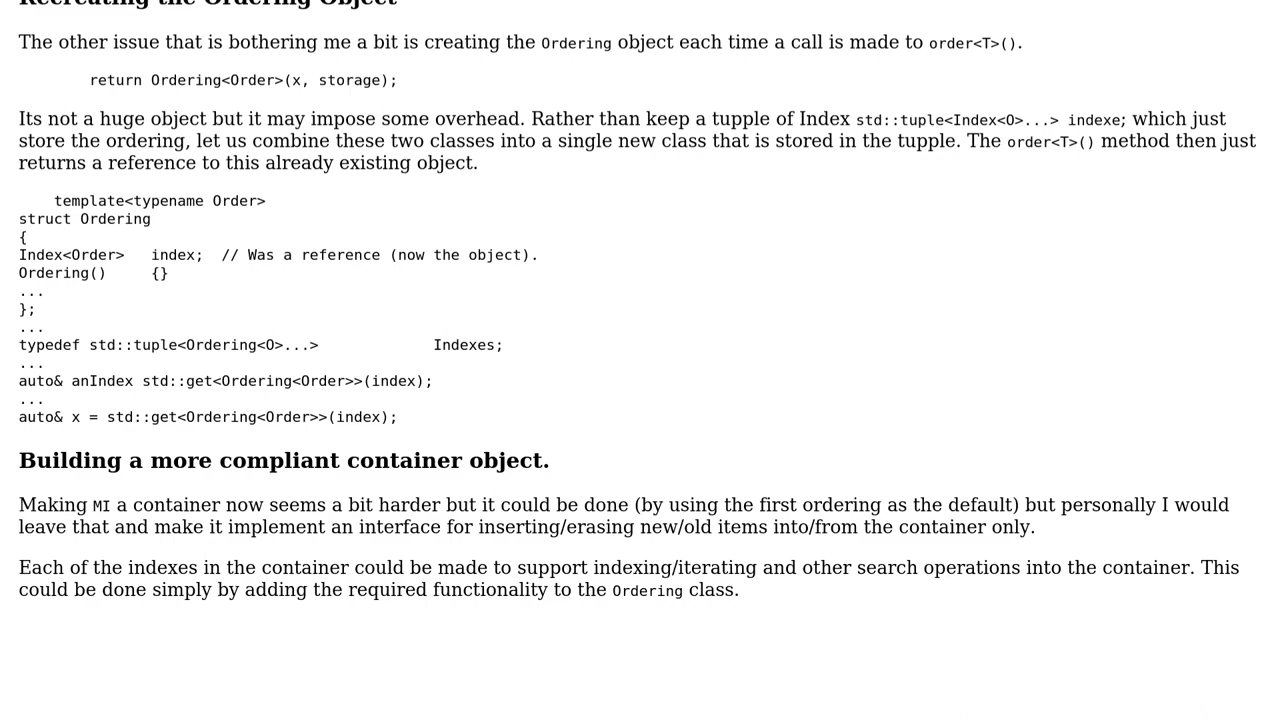 Recreating the Ordering Object
The other issue that is bothering me a bit is creating the Ordering object each time a call is made to order<T>().
        return Ordering<Order>(x, storage);
Its not a huge object but it may impose some overhead. Rather than keep a tupple of Index std::tuple<Index<O>...> indexe; which just
store the ordering, let us combine these two classes into a single new class that is stored in the tupple. The order<T>() method then just
returns a reference to this already existing object.
    template<typename Order>
struct Ordering
{
Index<Order>   index;  // Was a reference (now the object).
Ordering()     {}
...
};
...
typedef std::tuple<Ordering<O>...>             Indexes;
...
auto& anIndex std::get<Ordering<Order>>(index);
...
auto& x = std::get<Ordering<Order>>(index);
Building a more compliant container object.
Making MI a container now seems a bit harder but it could be done (by using the first ordering as the default) but personally I would
leave that and make it implement an interface for inserting/erasing new/old items into/from the container only.
Each of the indexes in the container could be made to support indexing/iterating and other search operations into the container. This
could be done simply by adding the required functionality to the Ordering class.